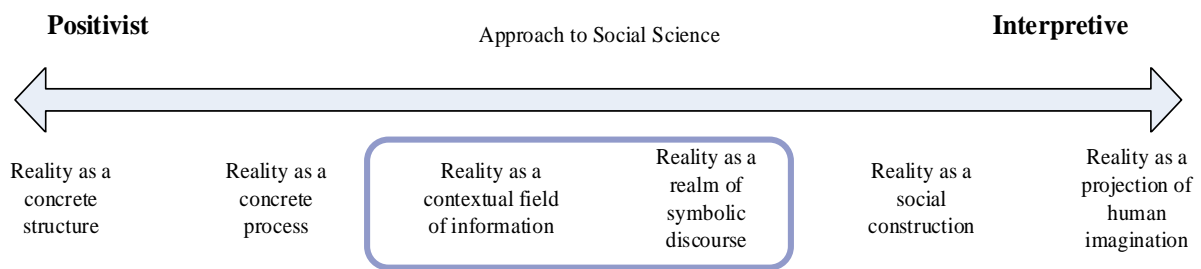 Positivist
Approach to Social Science
Interpretive
Reality as a
concrete
structure
Reality as a
concrete
process
Reality as a
contextual field
of information
Reality as a
realm of
symbolic
discourse
Reality as a
social
construction
Reality as a
projection of
human
imagination